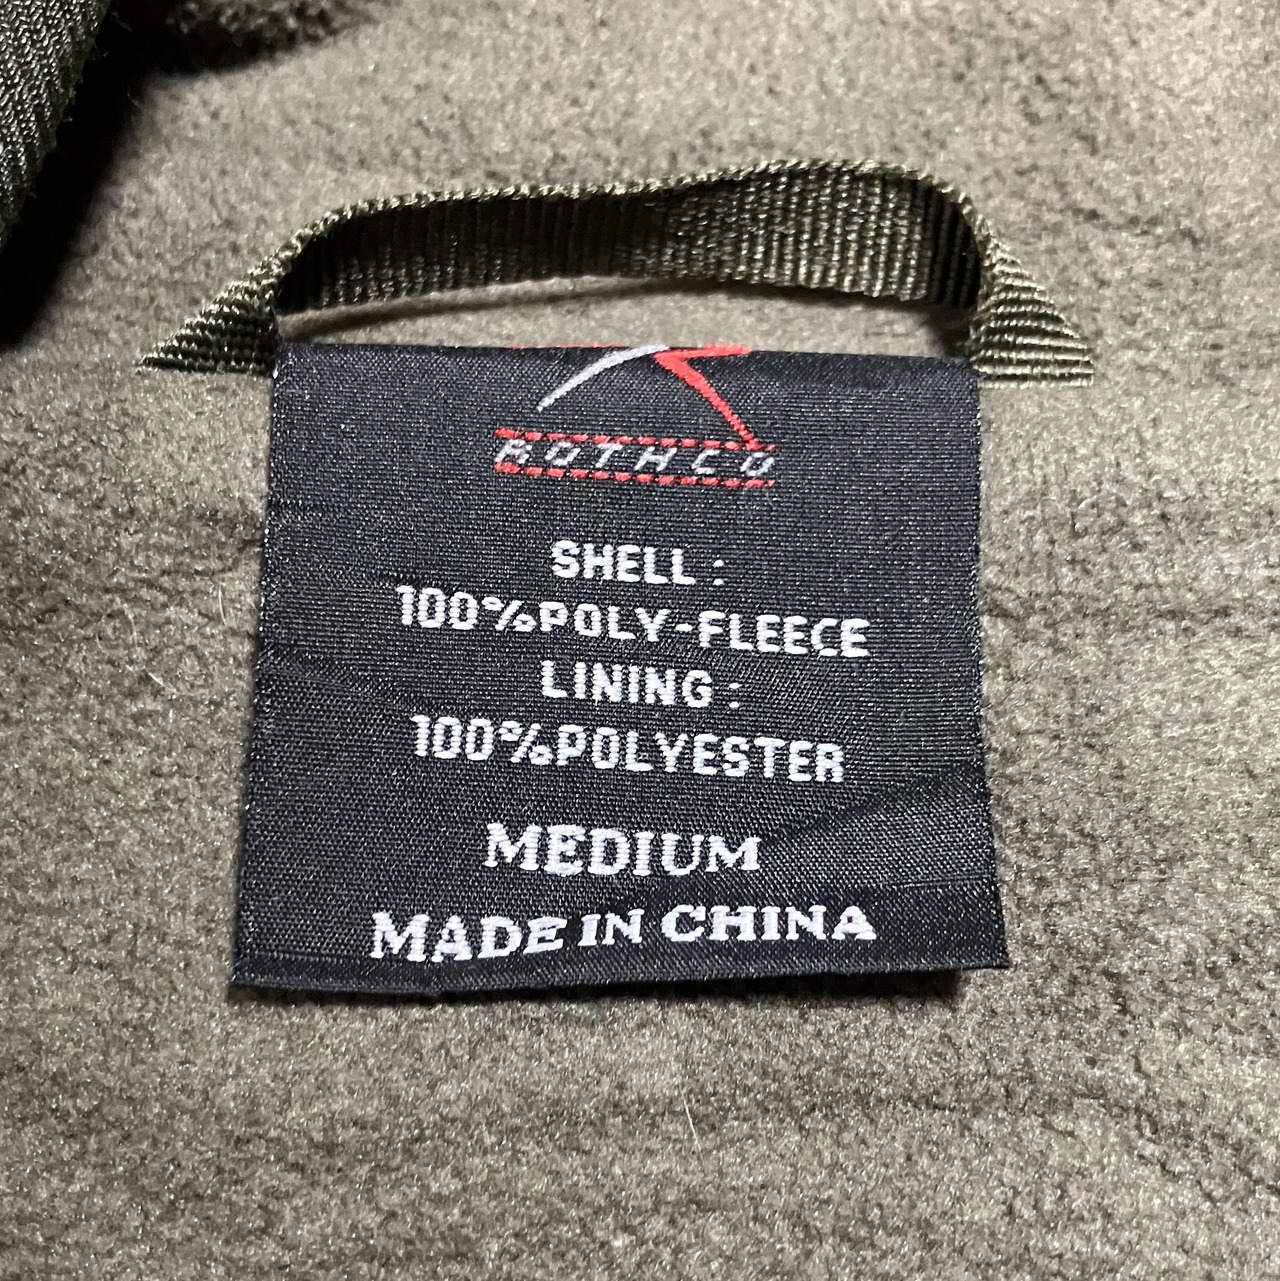 ROTHCO
SHELL :
100%POLY-FLEECE
LINING :
100%POLYESTER
MEDIUM
MADE IN CHINA